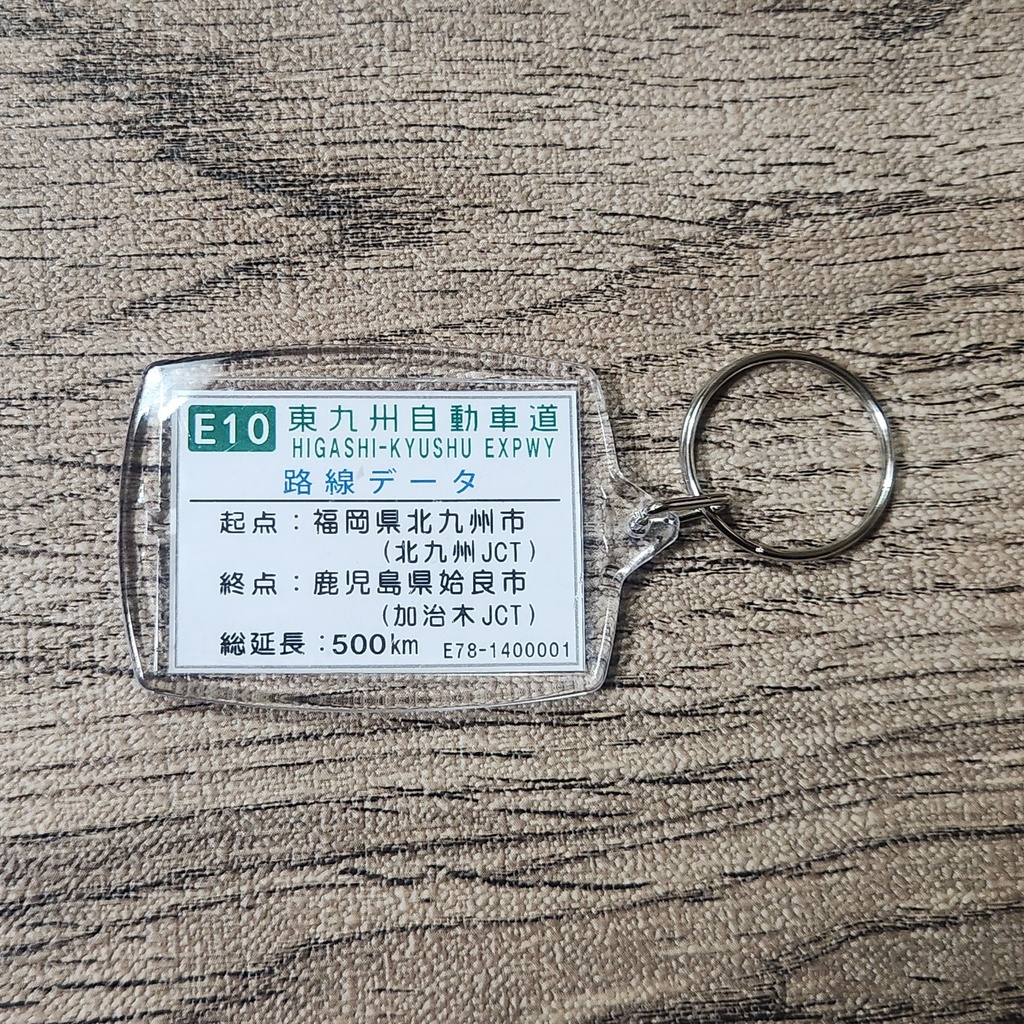 E10 東九州自動車道
HIGASHI-KYUSHU EXPWY
路線データ
起点：福岡県北九州市
(北九州JCT)
終点：鹿児島県姶良市
(加治木JCT)
総延長：500km E78-1400001